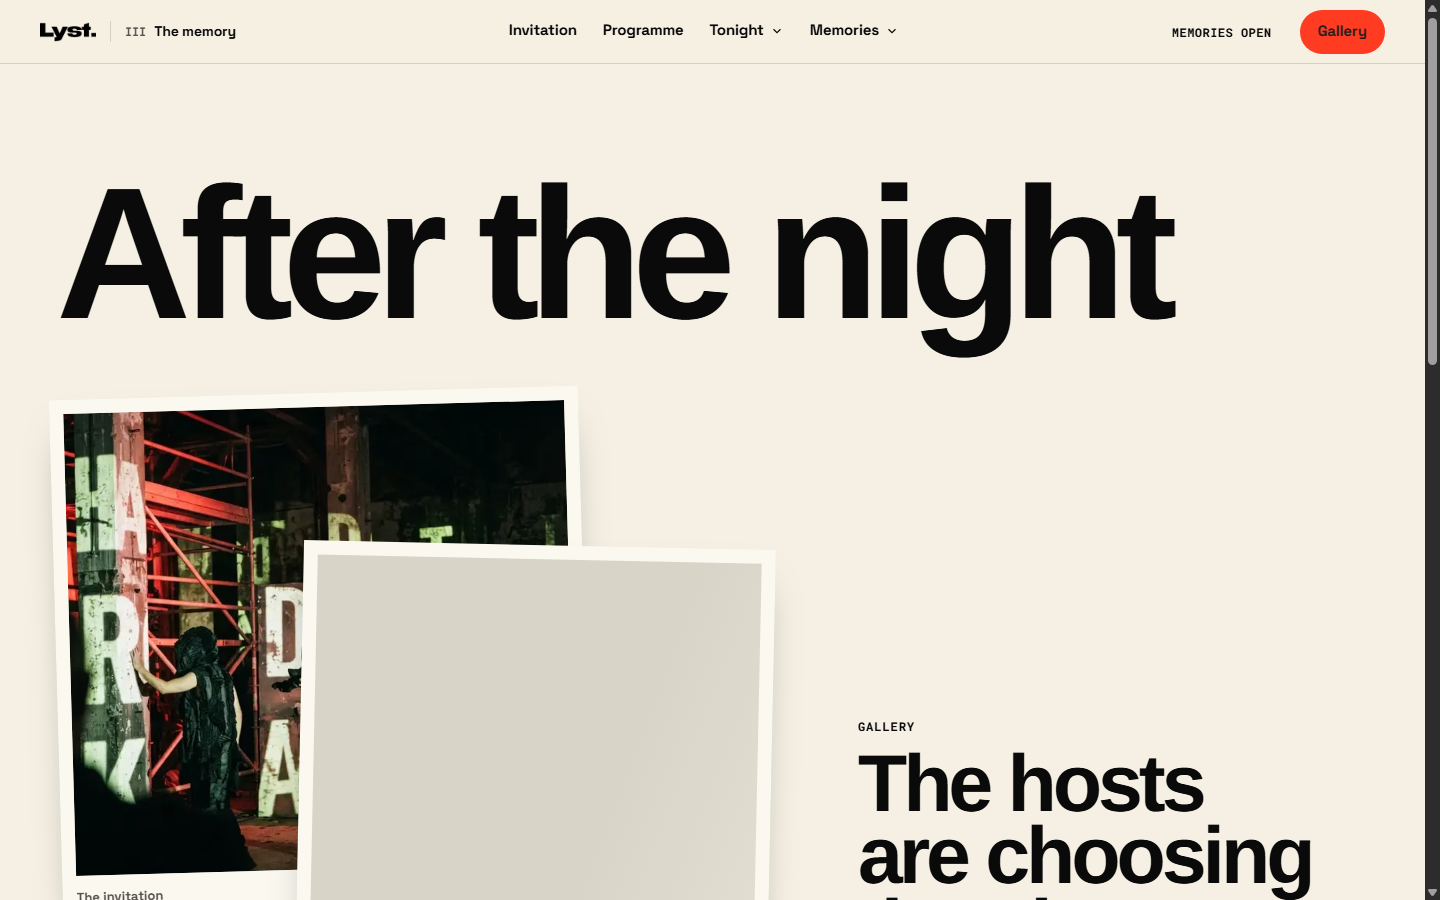 Lyst.
III The memory
Invitation
Programme
Tonight
Memories
MEMORIES OPEN
Gallery
After the night
HA
R
K
D
A
The invitation
GALLERY
The hosts
are choosing